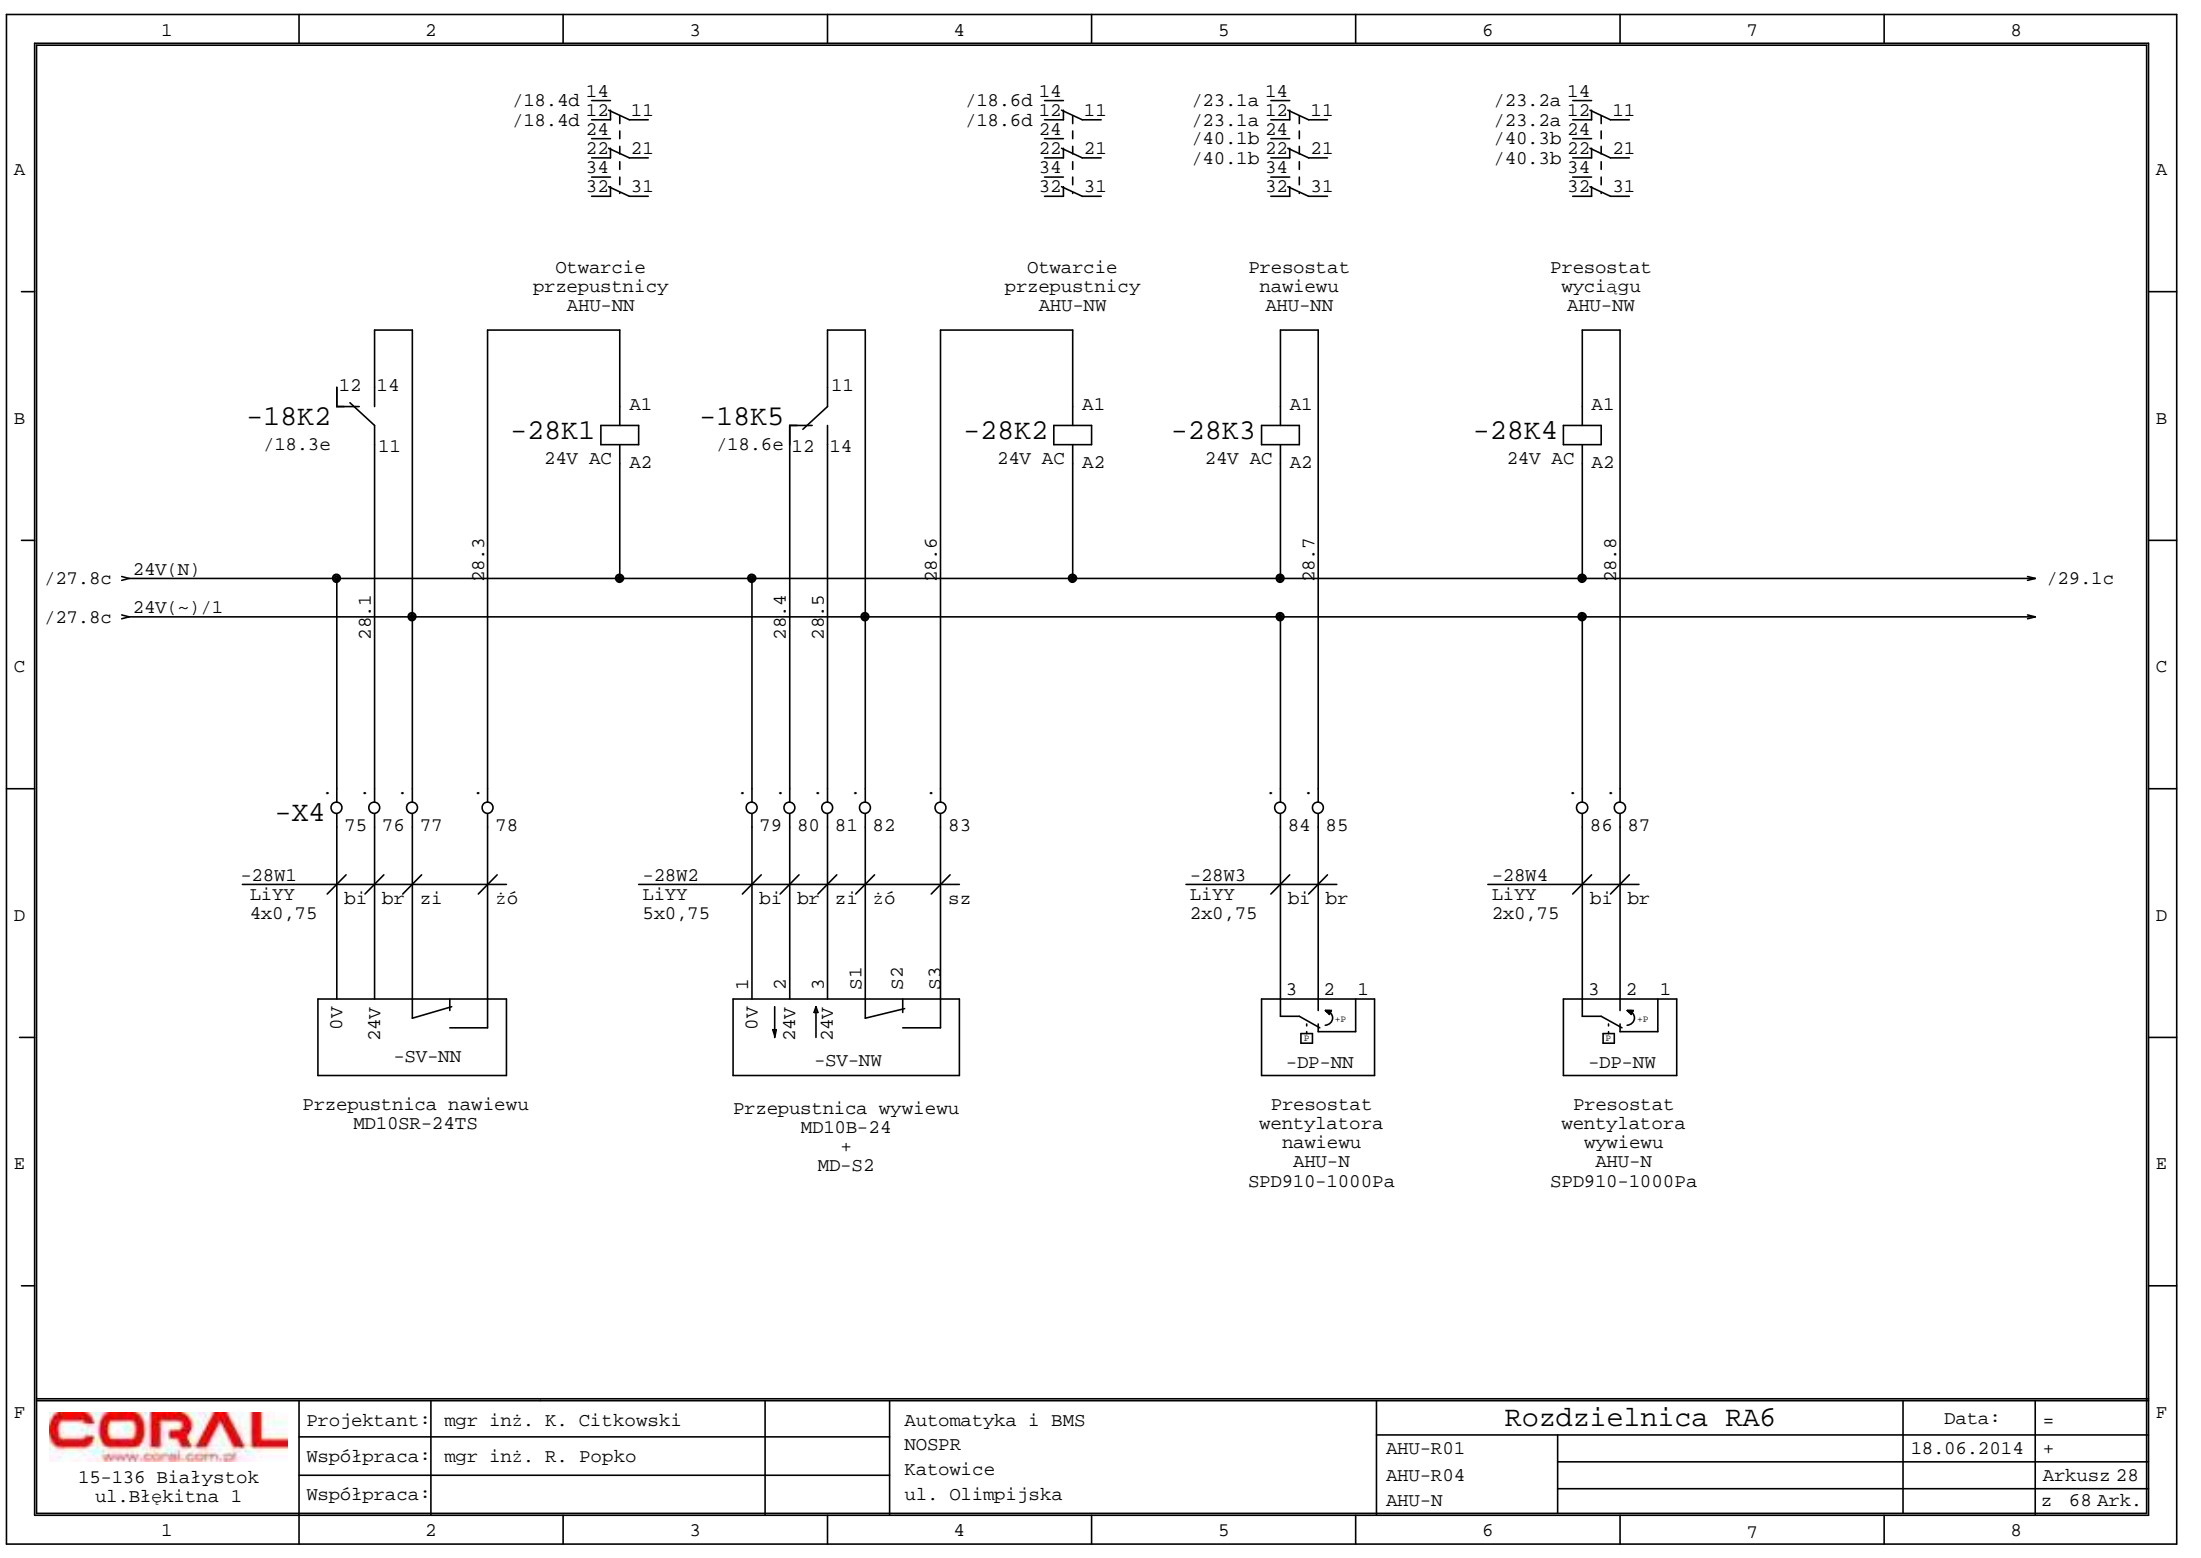 1 2 3 4 5 6 7 8
A A
B B
C C
D D
E E
F F
/18.4d 14
/18.4d 12 11
24
22 21
34
32 31
/18.6d 14
/18.6d 12 11
24
22 21
34
32 31
/23.1a 14
/23.1a 12 11
/40.1b 24
/40.1b 22 21
34
32 31
/23.2a 14
/23.2a 12 11
/40.3b 24
/40.3b 22 21
34
32 31
Otwarcie
przepustnicy
AHU-NN
Otwarcie
przepustnicy
AHU-NW
Presostat
nawiewu
AHU-NN
Presostat
wyciągu
AHU-NW
12 14
-18K2
/18.3e 11
A1
-28K1
24V AC A2
11
-18K5
/18.6e 12 14
A1
-28K2
24V AC A2
A1
-28K3
24V AC A2
A1
-28K4
24V AC A2
28.3
28.6
28.7
28.8
/27.8c 24V(N) /29.1c
/27.8c 24V(~)/1
28.1
28.4
28.5
-X4 75 76 77 78 79 80 81 82 83 84 85 86 87
-28W1
LiYY
4x0,75
bi br zi żó
-28W2
LiYY
5x0,75
bi br zi żó sz
-28W3
LiYY
2x0,75
bi br
-28W4
LiYY
2x0,75
bi br
0V 24V
-SV-NN
1 2 3 S1 S2 S3
0V 24V 24V
-SV-NW
3 2 1
+P
P
-DP-NN
3 2 1
+P
P
-DP-NW
Przepustnica nawiewu
MD10SR-24TS
Przepustnica wywiewu
MD10B-24
+
MD-S2
Presostat
wentylatora
nawiewu
AHU-N
SPD910-1000Pa
Presostat
wentylatora
wywiewu
AHU-N
SPD910-1000Pa
CORAL
www.coral.com.pl
15-136 Białystok
ul.Błękitna 1
Projektant: mgr inż. K. Citkowski
Współpraca: mgr inż. R. Popko
Współpraca:
Automatyka i BMS
NOSPR
Katowice
ul. Olimpijska
Rozdzielnica RA6
AHU-R01
AHU-R04
AHU-N
Data: =
18.06.2014 +
Arkusz 28
z 68 Ark.
1 2 3 4 5 6 7 8